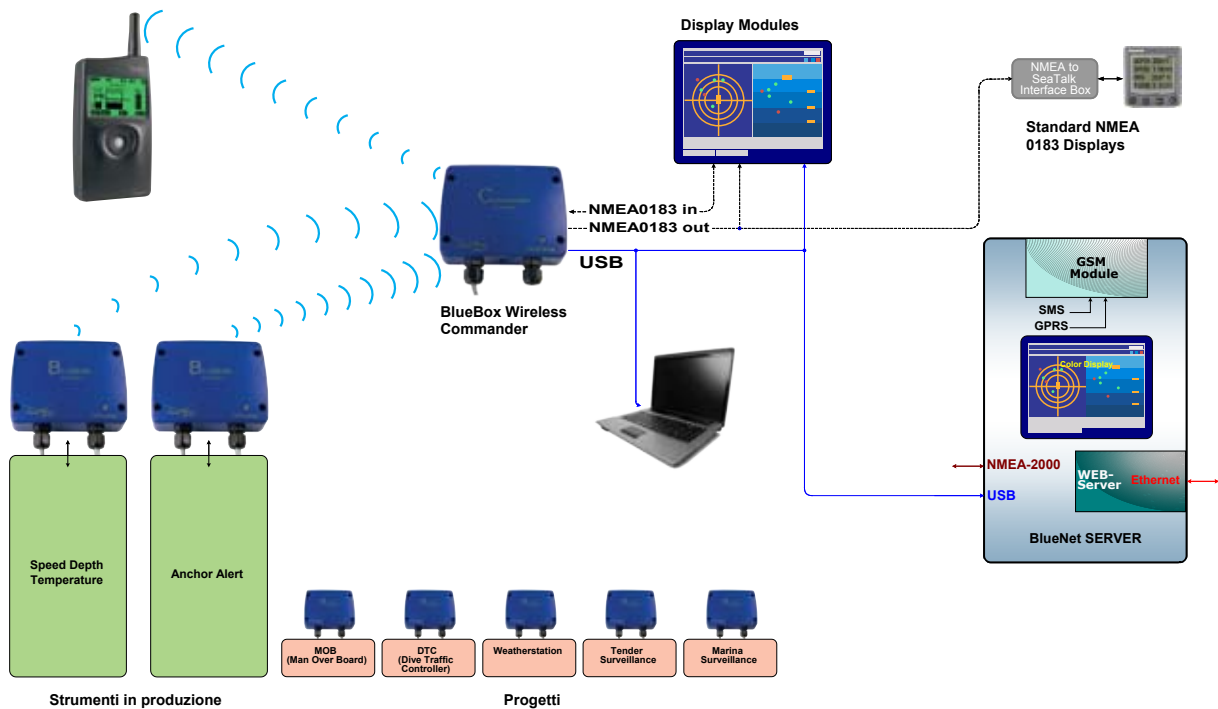 Display Modules
NMEA to
SeaTalk
Interface Box
Standard NMEA
0183 Displays
NMEA0183 in
NMEA0183 out
USB
BlueBox Wireless
Commander
GSM
Module
SMS
GPRS
Color Display
NMEA-2000
USB
WEB-
Server
Ethernet
BlueNet SERVER
Speed Depth
Temperature
Anchor Alert
MOB
(Man Over Board)
DTC
(Dive Traffic
Controller)
Weatherstation
Tender
Surveillance
Marina
Surveillance
Strumenti in produzione
Progetti